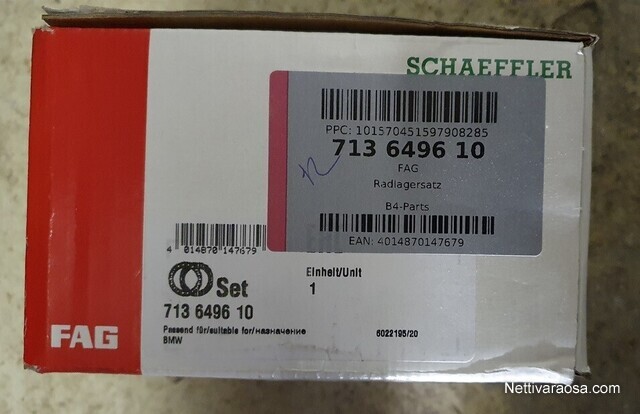 SCHAEFFLER
PPC: 101570451597908285
713 6496 10
FAG
Radlagersatz
B4-Parts
EAN: 4014870147679
4 014870 147679
Set
Einheit/Unit
1
713 6496 10
Passend für/suitable for/назначение
BMW
6022195/20
FAG
Nettivaraosa.com